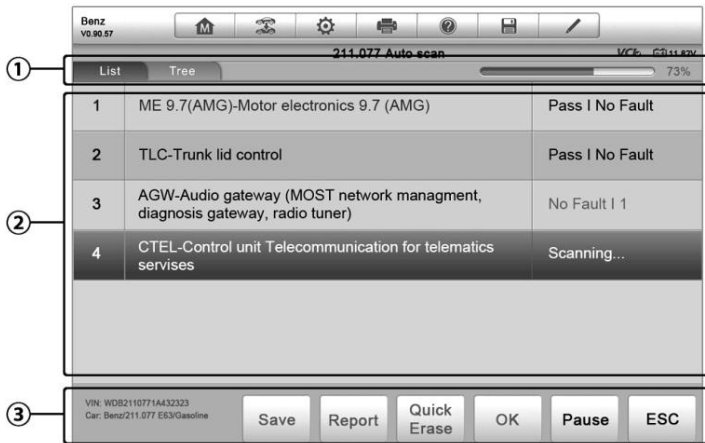 Benz
V0.90.57
M
211.077 Auto scan
VCI 11.82V
①
List Tree 73%
②
1 ME 9.7(AMG)-Motor electronics 9.7 (AMG) Pass I No Fault
2 TLC-Trunk lid control Pass I No Fault
3 AGW-Audio gateway (MOST network managment,
diagnosis gateway, radio tuner) No Fault I 1
4 CTEL-Control unit Telecommunication for telematics
servises Scanning...
③
VIN: WDB2110771A432323
Car: Benz/211.077 E63/Gasoline
Save Report Quick Erase OK Pause ESC